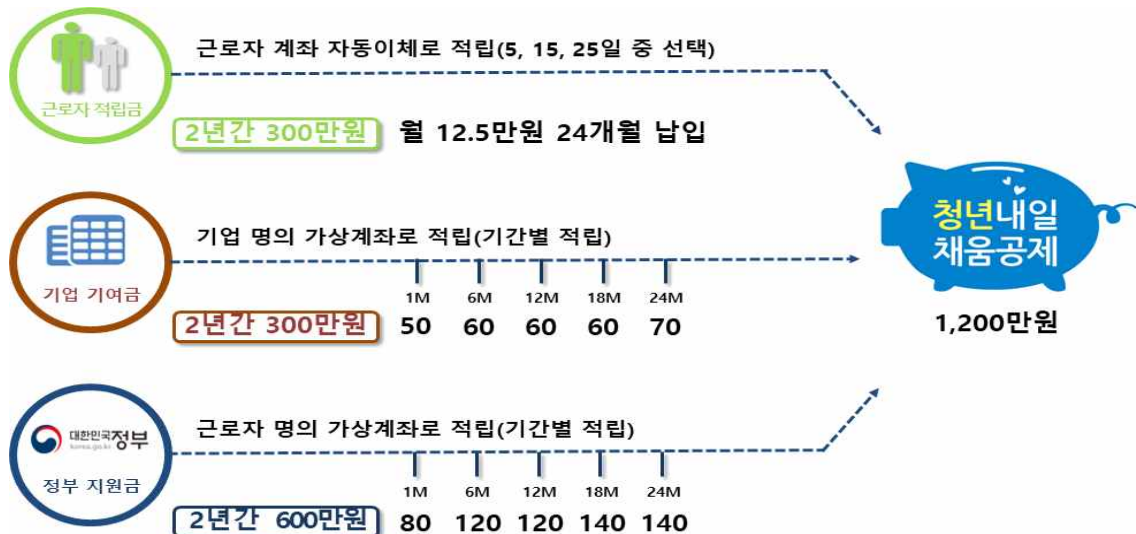 근로자 적립금
근로자 계좌 자동이체로 적립(5, 15, 25일 중 선택)
2년간 300만원 월 12.5만원 24개월 납입
기업 기여금
기업 명의 가상계좌로 적립(기간별 적립)
1M 6M 12M 18M 24M
2년간 300만원 50 60 60 60 70
청년내일
채움공제
1,200만원
대한민국정부
korea.go.kr
정부 지원금
근로자 명의 가상계좌로 적립(기간별 적립)
1M 6M 12M 18M 24M
2년간 600만원 80 120 120 140 140